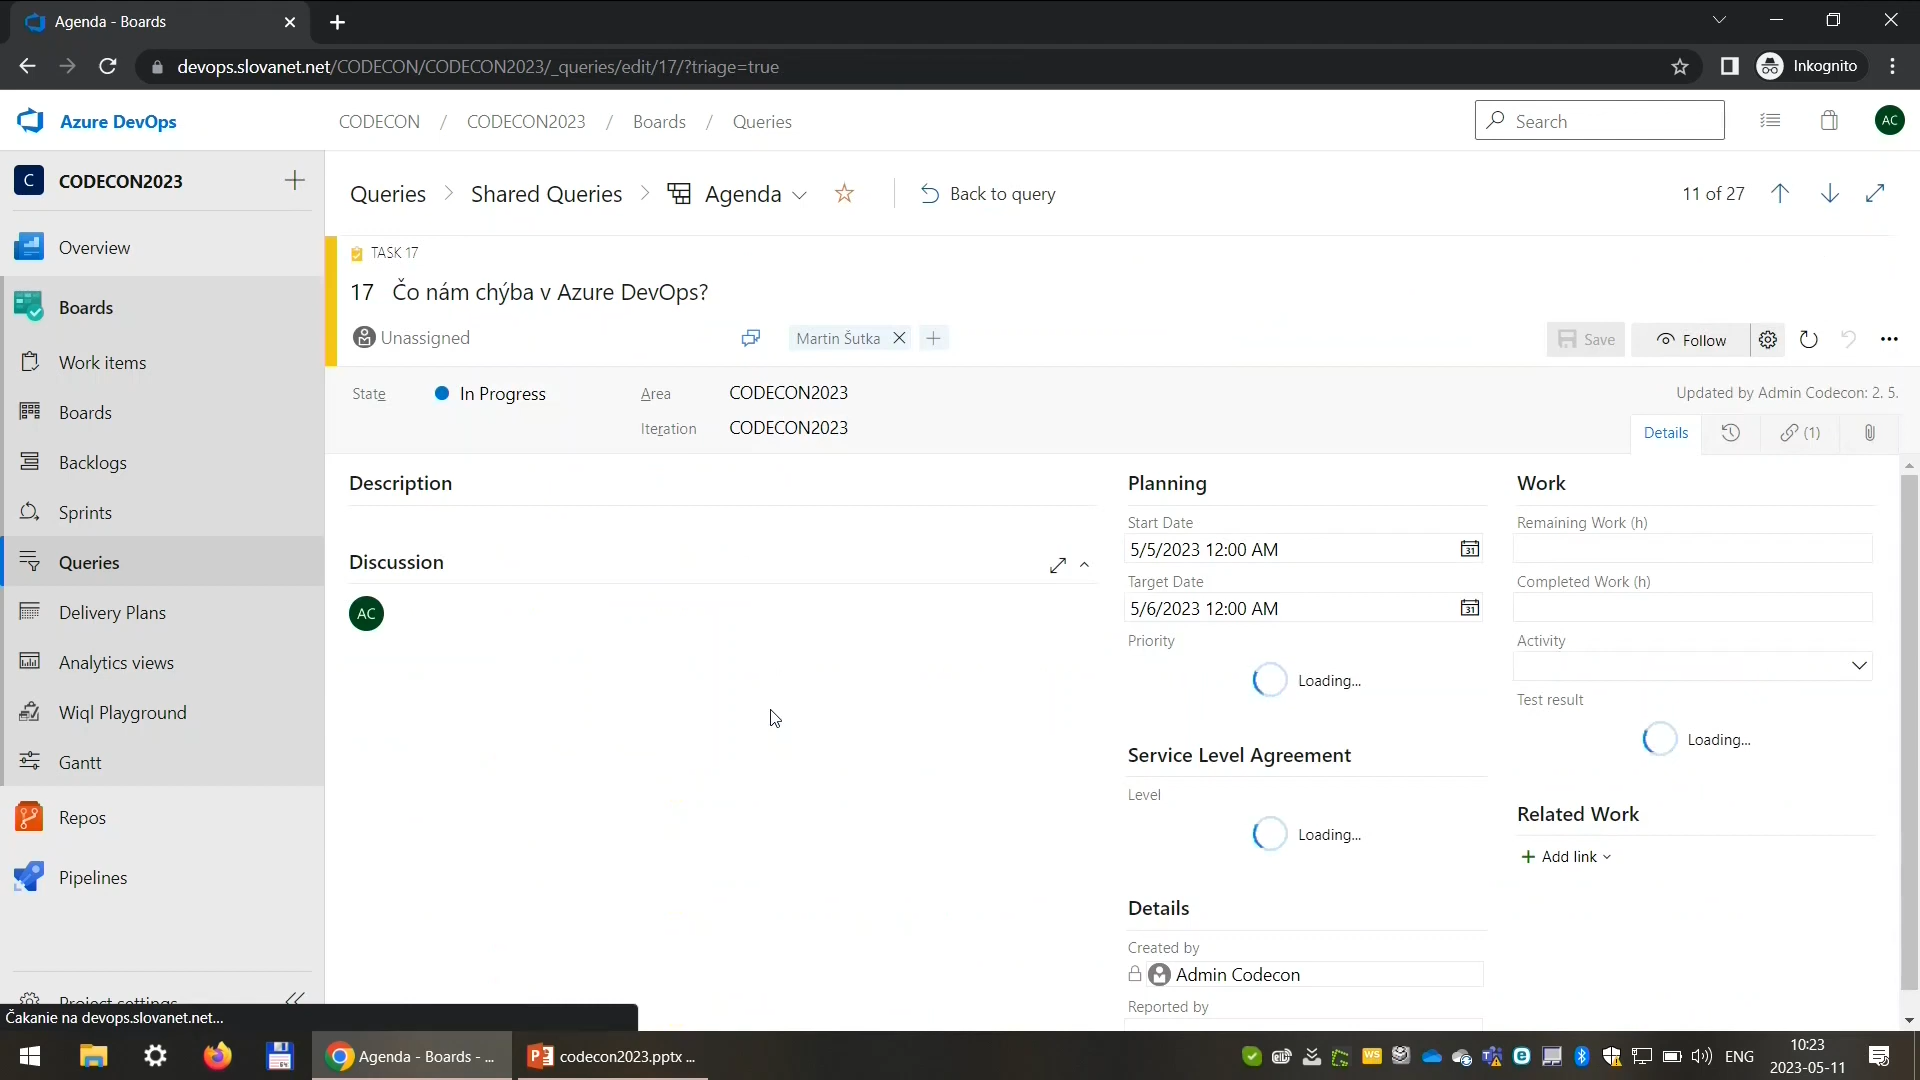 Agenda - Boards
devops.slovanet.net/CODECON/CODECON2023/_queries/edit/17/?triage=true
Inkognito
Azure DevOps
CODECON / CODECON2023 / Boards / Queries
Search
AC
C CODECON2023
Overview
Boards
Work items
Boards
Backlogs
Sprints
Queries
Delivery Plans
Analytics views
Wiql Playground
Gantt
Repos
Pipelines
Project settings
Čakanie na devops.slovanet.net...
Queries > Shared Queries > Agenda
Back to query
11 of 27
TASK 17
17 Čo nám chýba v Azure DevOps?
Unassigned
Martin Šutka
Save
Follow
State In Progress
Area CODECON2023
Iteration CODECON2023
Updated by Admin Codecon: 2. 5.
Details
(1)
Description
Discussion
AC
Planning
Start Date
5/5/2023 12:00 AM
Target Date
5/6/2023 12:00 AM
Priority
Loading...
Service Level Agreement
Level
Loading...
Details
Created by
Admin Codecon
Reported by
Work
Remaining Work (h)
Completed Work (h)
Activity
Test result
Loading...
Related Work
Add link
Agenda - Boards - ...
codecon2023.pptx ...
ENG
10:23
2023-05-11